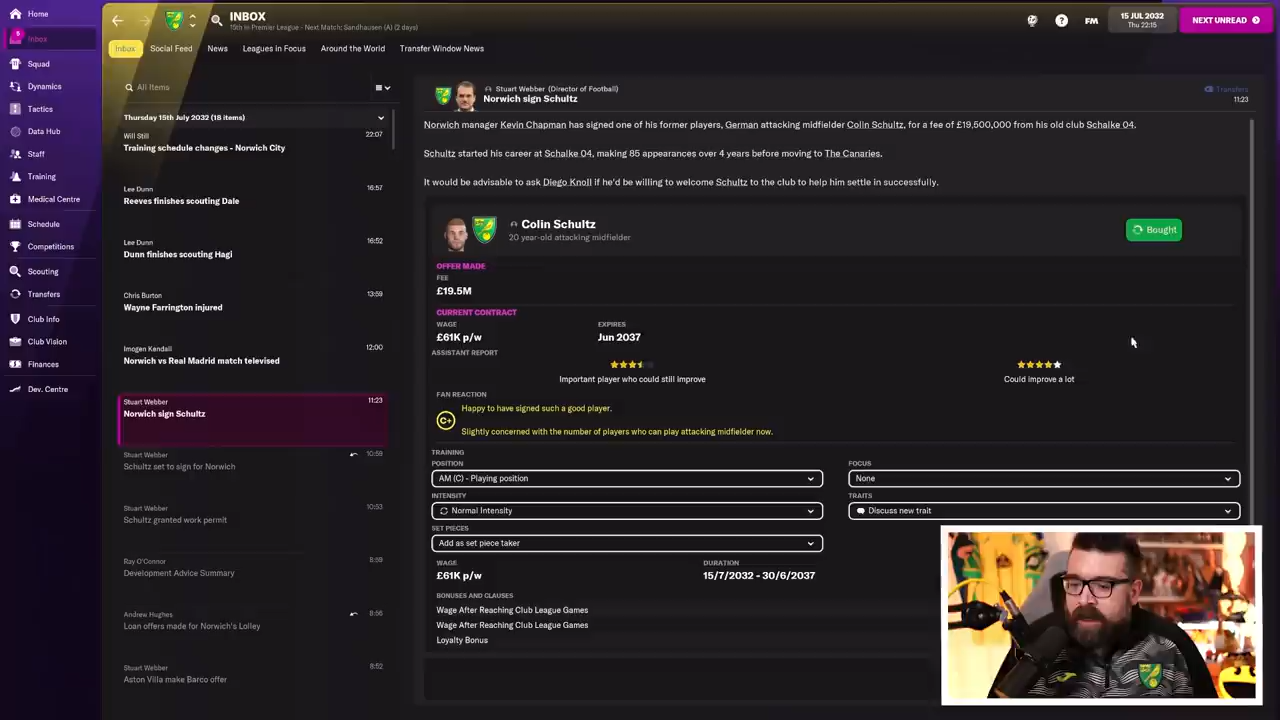 Home
5
Inbox
Squad
Dynamics
Tactics
Data Hub
Staff
Training
Medical Centre
Schedule
Competitions
Scouting
Transfers
Club Info
Club Vision
Finances
Dev. Centre
INBOX
15th in Premier League - Next Match: Sandhausen (A) (2 days)
FM
15 JUL 2032
Thu 22:15
NEXT UNREAD
Inbox
Social Feed
News
Leagues in Focus
Around the World
Transfer Window News
All Items
Thursday 15th July 2032 (18 items)
Will Still
22:07
Training schedule changes - Norwich City
Lee Dunn
16:57
Reeves finishes scouting Dale
Lee Dunn
16:52
Dunn finishes scouting Hagi
Chris Burton
13:59
Wayne Farrington injured
Imogen Kendall
12:00
Norwich vs Real Madrid match televised
Stuart Webber
11:23
Norwich sign Schultz
Stuart Webber
10:59
Schultz set to sign for Norwich
Stuart Webber
10:53
Schultz granted work permit
Ray O'Connor
8:59
Development Advice Summary
Andrew Hughes
8:56
Loan offers made for Norwich's Lolley
Stuart Webber
8:52
Aston Villa make Barco offer
Stuart Webber (Director of Football)
Norwich sign Schultz
Transfers
11:23
Norwich manager Kevin Chapman has signed one of his former players, German attacking midfielder Colin Schultz, for a fee of £19,500,000 from his old club Schalke 04.
Schultz started his career at Schalke 04, making 85 appearances over 4 years before moving to The Canaries.
It would be advisable to ask Diego Knoll if he'd be willing to welcome Schultz to the club to help him settle in successfully.
Colin Schultz
20 year-old attacking midfielder
Bought
OFFER MADE
FEE
£19.5M
CURRENT CONTRACT
WAGE
EXPIRES
£61K p/w
Jun 2037
ASSISTANT REPORT
Important player who could still improve
Could improve a lot
FAN REACTION
C+
Happy to have signed such a good player.
Slightly concerned with the number of players who can play attacking midfielder now.
TRAINING
POSITION
FOCUS
AM (C) - Playing position
None
INTENSITY
TRAITS
Normal Intensity
Discuss new trait
SET PIECES
Add as set piece taker
WAGE
DURATION
£61K p/w
15/7/2032 - 30/6/2037
BONUSES AND CLAUSES
Wage After Reaching Club League Games
Wage After Reaching Club League Games
Loyalty Bonus